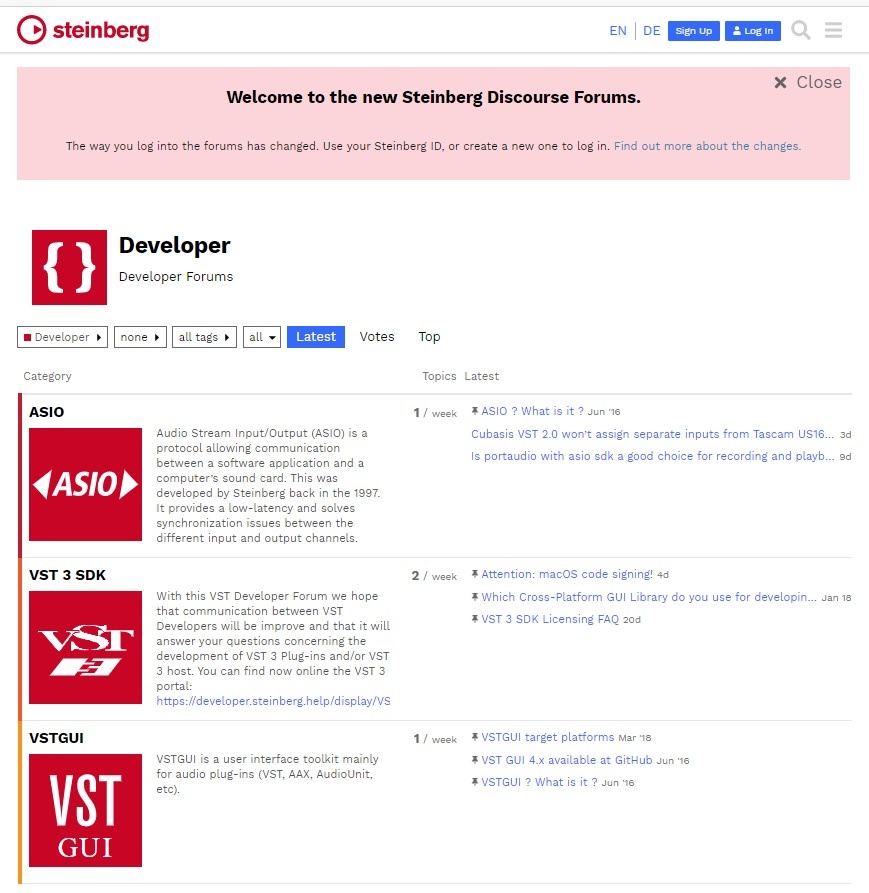 steinberg
EN DE Sign Up Log In
Close
Welcome to the new Steinberg Discourse Forums.
The way you log into the forums has changed. Use your Steinberg ID, or create a new one to log in. Find out more about the changes.
{ }
Developer
Developer Forums
Developer none all tags all Latest Votes Top
Category Topics Latest
ASIO
1 / week
ASIO ? What is it ? Jun '16
ASIO
Audio Stream Input/Output (ASIO) is a
protocol allowing communication
between a software application and a
computer's sound card. This was
developed by Steinberg back in the 1997.
It provides a low-latency and solves
synchronization issues between the
different input and output channels.
Cubasis VST 2.0 won't assign separate inputs from Tascam US16... 3d
Is portaudio with asio sdk a good choice for recording and playb... 9d
VST 3 SDK
2 / week
Attention: macOS code signing! 4d
VST 3
With this VST Developer Forum we hope
that communication between VST
Developers will be improve and that it will
answer your questions concerning the
development of VST 3 Plug-ins and/or VST
3 host. You can find now online the VST 3
portal:
https://developer.steinberg.help/display/VS
Which Cross-Platform GUI Library do you use for developin... Jan 18
VST 3 SDK Licensing FAQ 20d
VSTGUI
1 / week
VSTGUI target platforms Mar '18
VST
GUI
VSTGUI is a user interface toolkit mainly
for audio plug-ins (VST, AAX, AudioUnit,
etc).
VST GUI 4.x available at GitHub Jun '16
VSTGUI ? What is it ? Jun '16